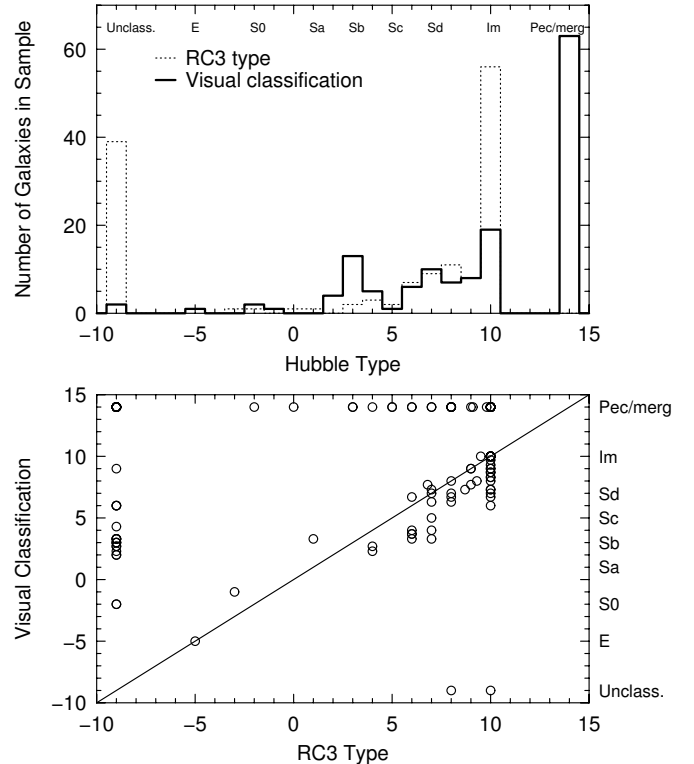 Unclass. E S0 Sa Sb Sc Sd Im Pec/merg
RC3 type
Visual classification
Number of Galaxies in Sample
60
40
20
0
−10 −5 0 5 10 15
Hubble Type
Visual Classification
15
10
5
0
−5
−10
Pec/merg
Im
Sd
Sc
Sb
Sa
S0
E
Unclass.
−10 −5 0 5 10 15
RC3 Type